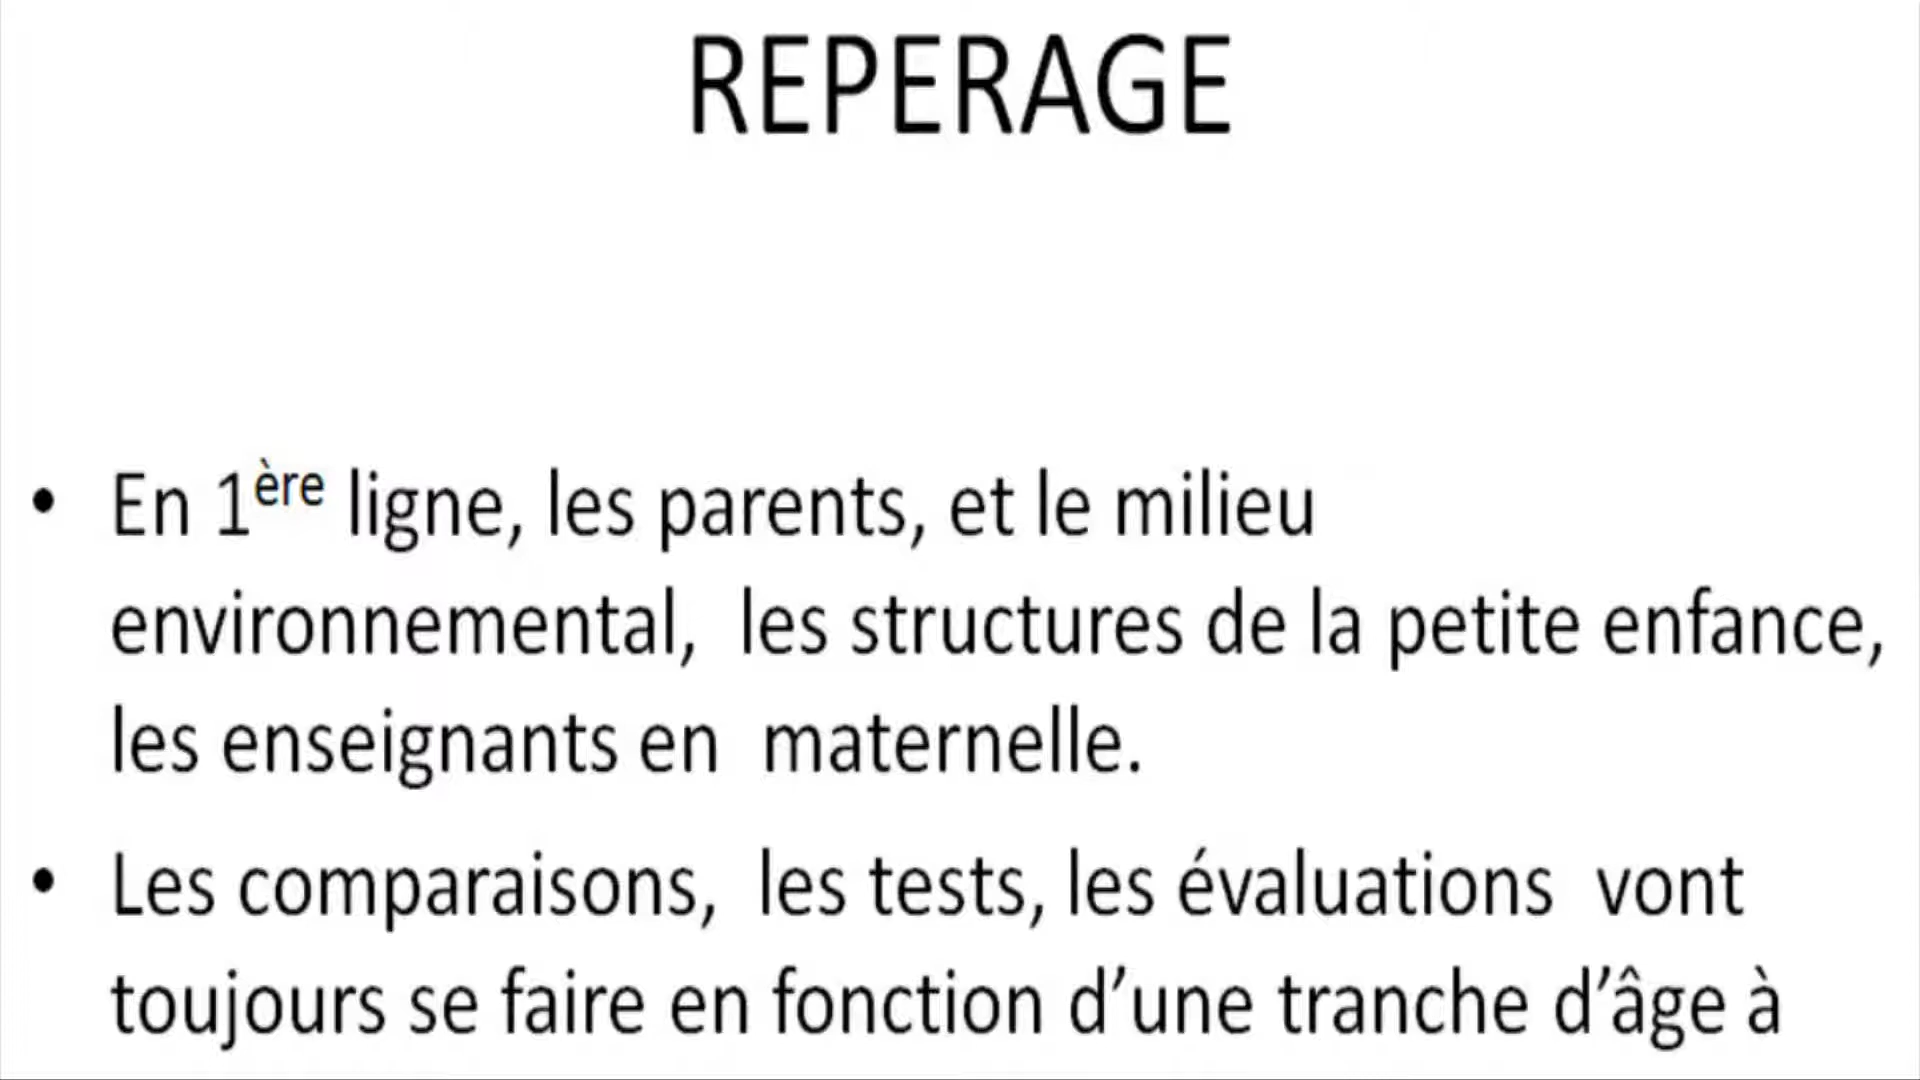 REPERAGE
• En 1ère ligne, les parents, et le milieu
environnemental,  les structures de la petite enfance,
les enseignants en  maternelle.
• Les comparaisons,  les tests, les évaluations  vont
toujours se faire en fonction d’une tranche d’âge à